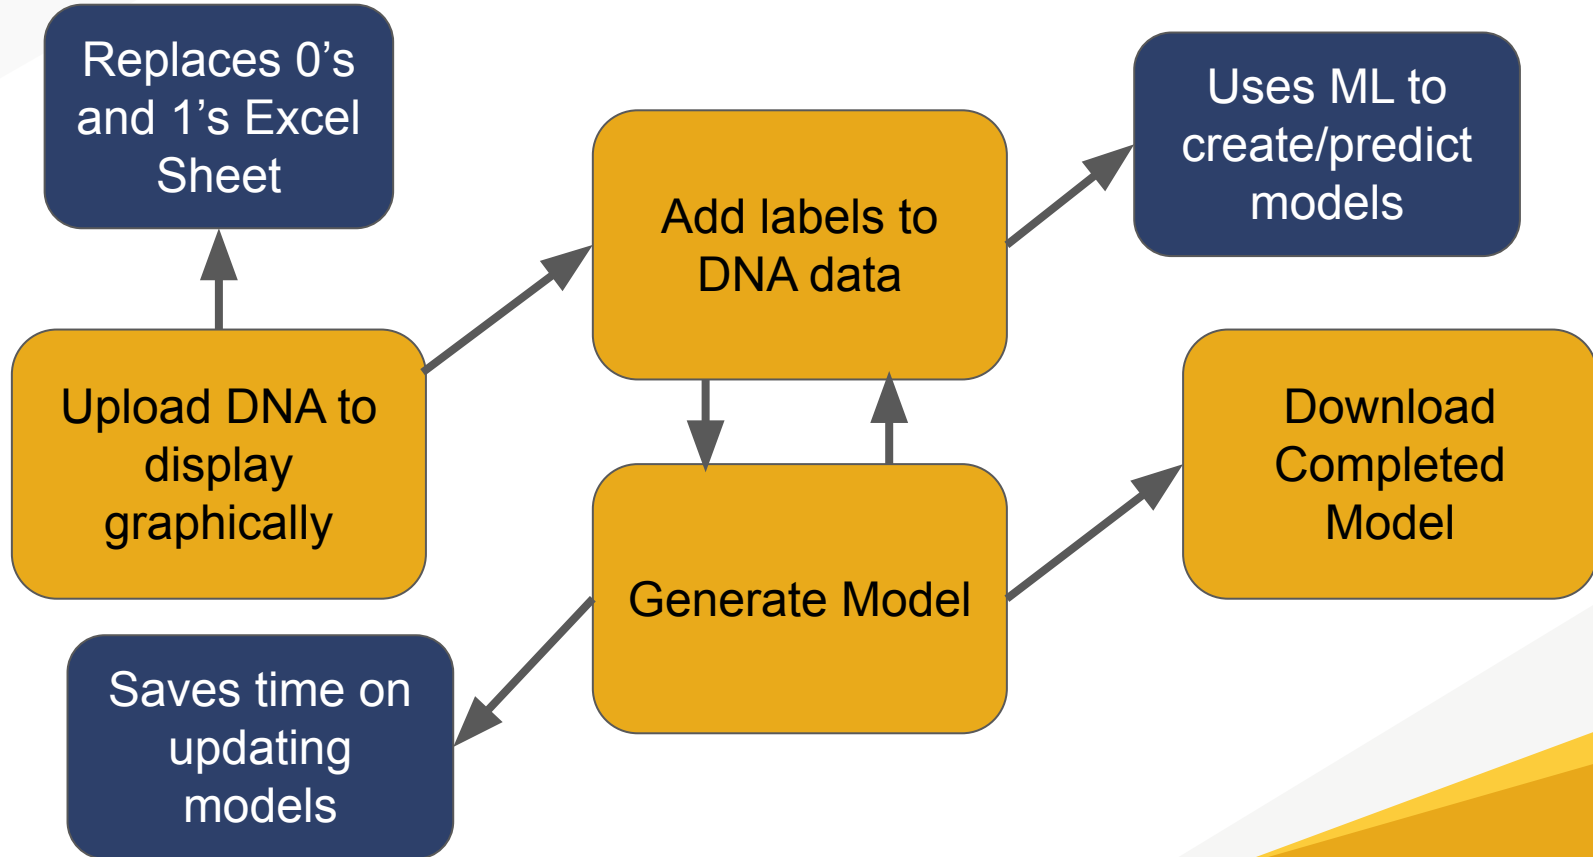 Replaces 0’s
and 1’s Excel
Sheet
Upload DNA to
display
graphically
Add labels to
DNA data
Uses ML to
create/predict
models
Generate Model
Download
Completed
Model
Saves time on
updating
models